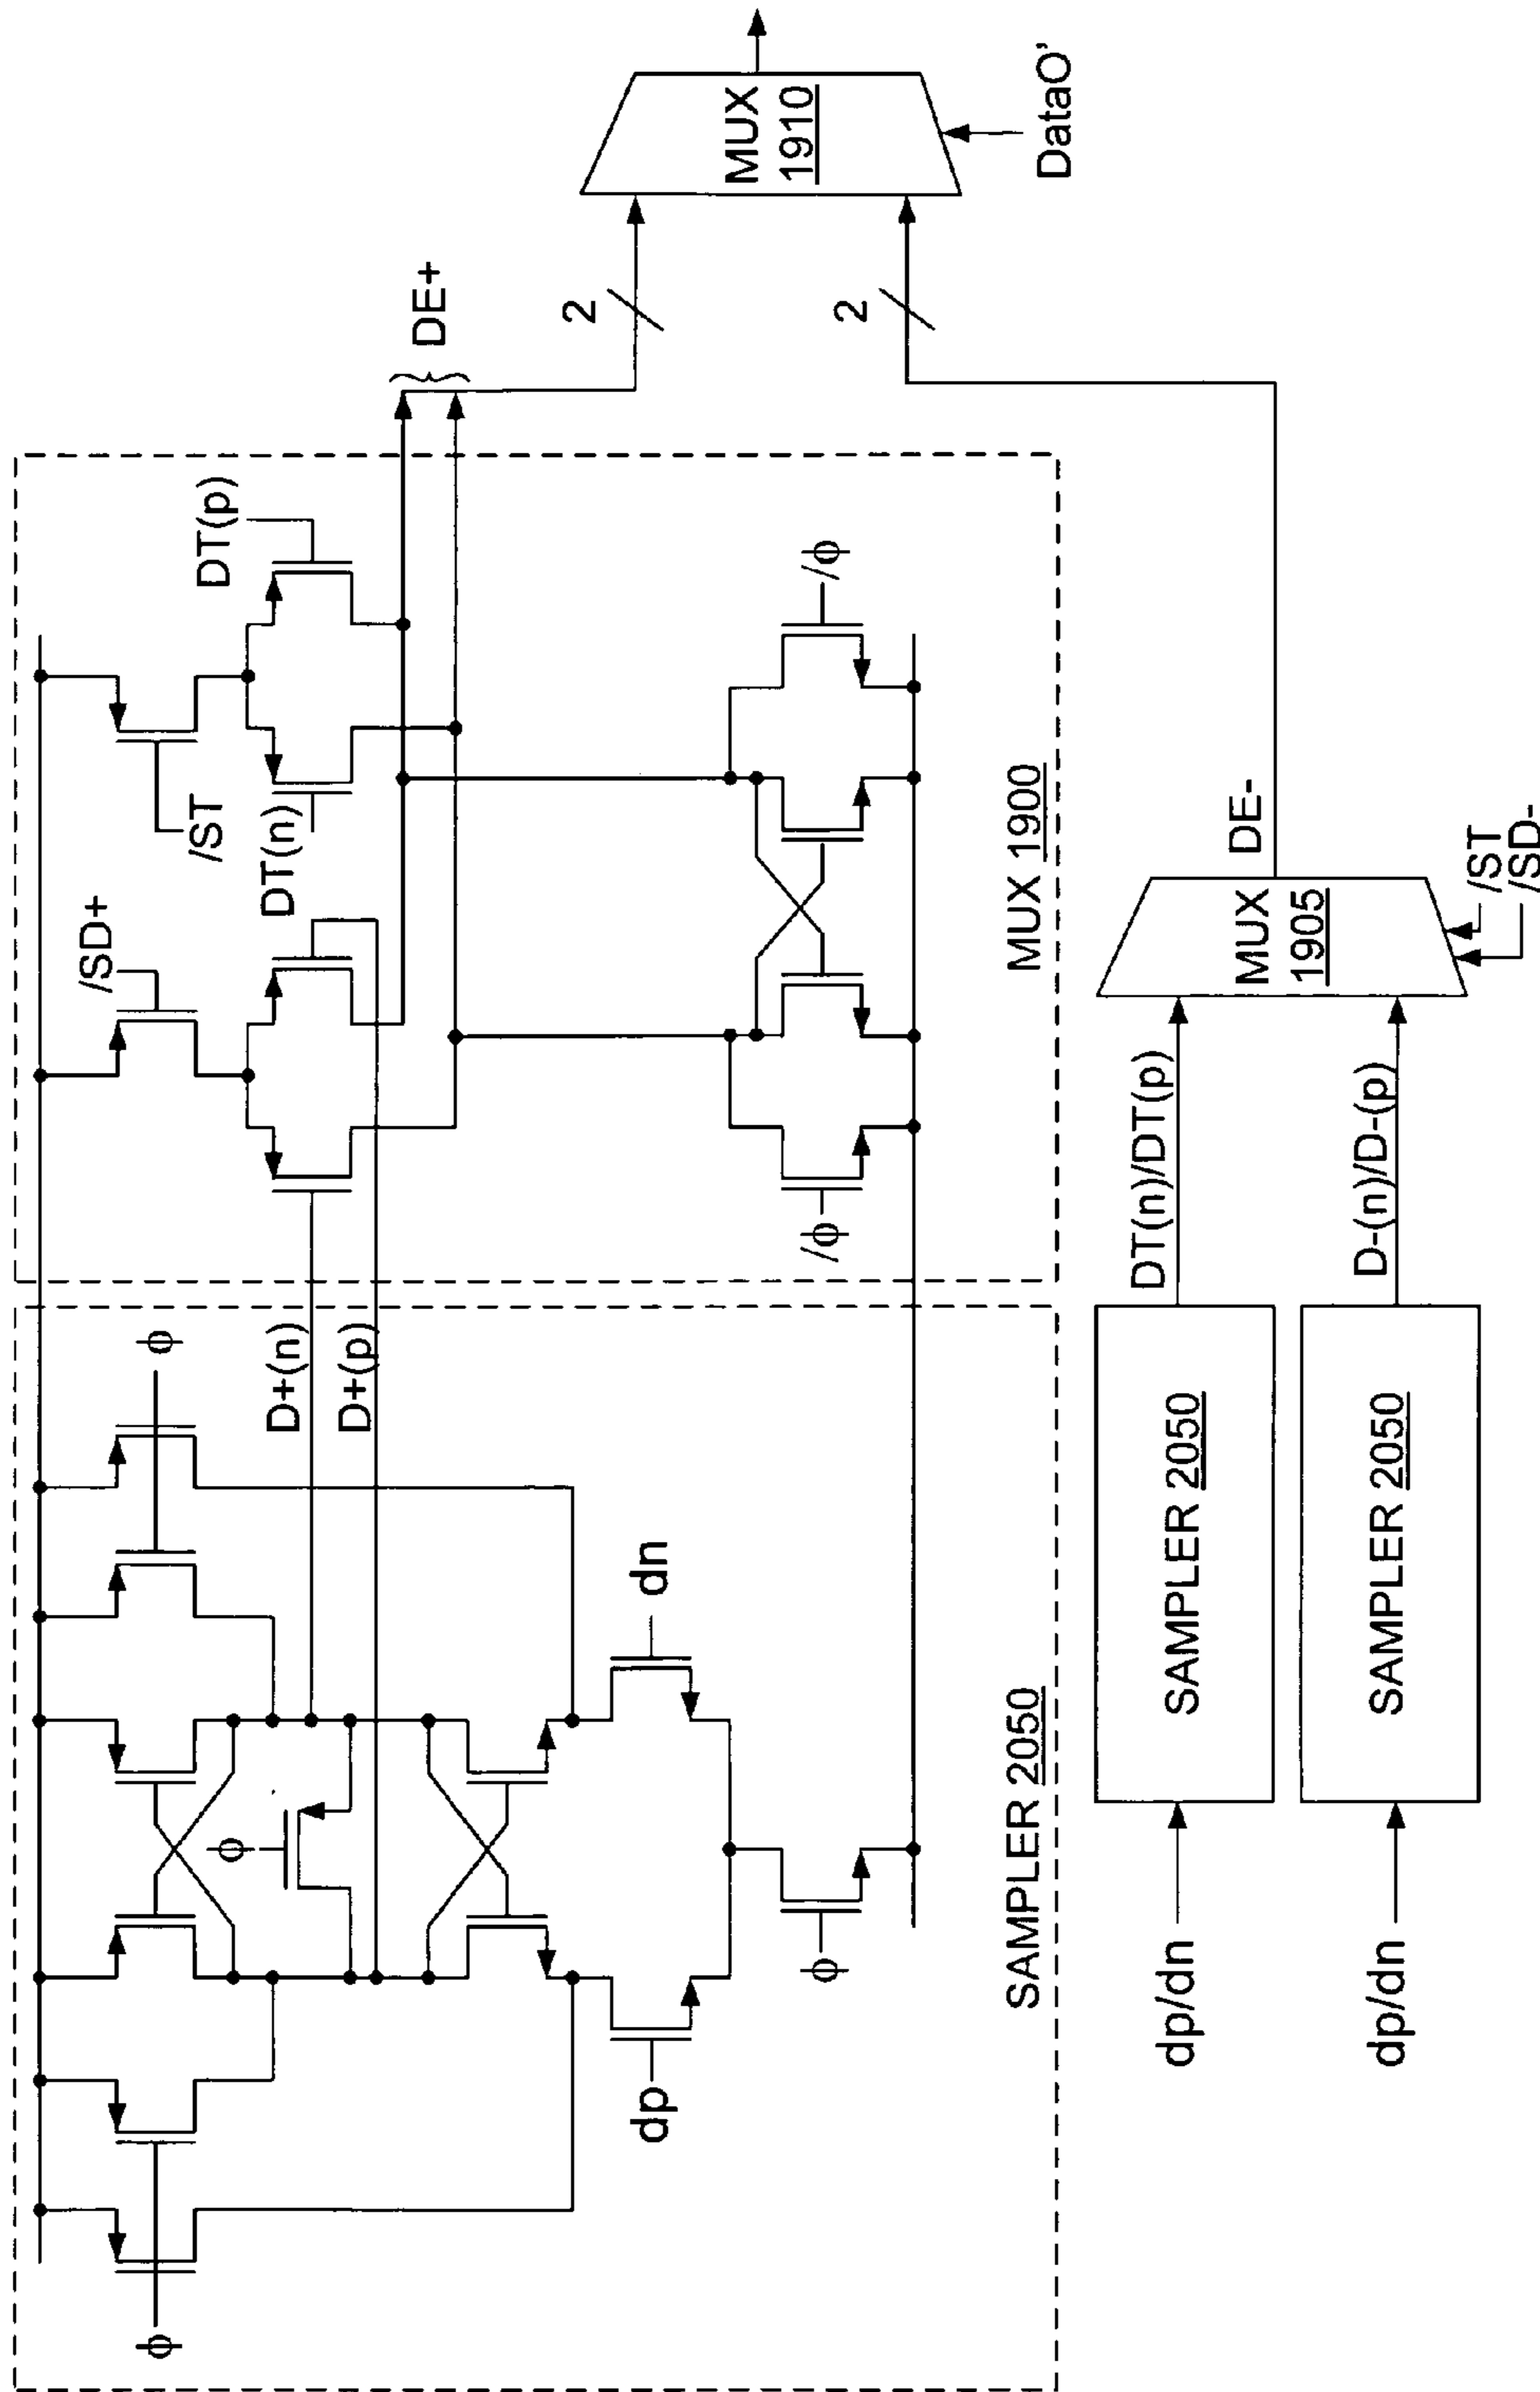 ϕ
ϕ
ϕ
D+(n)
D+(p)
dp
dn
ϕ
SAMPLER 2050
/SD+
/ST
DT(n)
DT(p)
DE+
/ϕ
/ϕ
MUX 1900
2
2
MUX
1910
DataO'
dp/dn
SAMPLER 2050
DT(n)/DT(p)
dp/dn
SAMPLER 2050
D-(n)/D-(p)
MUX
1905
DE-
/ST
/SD-